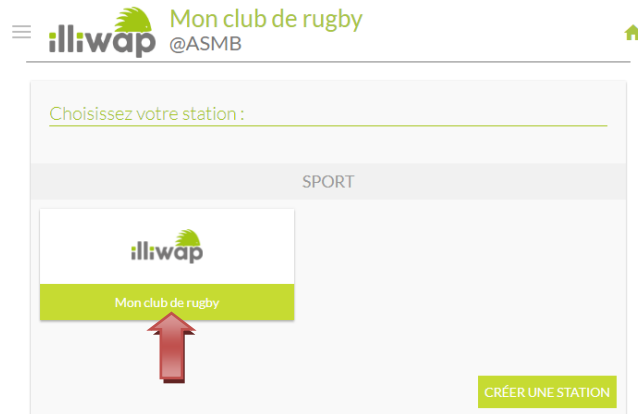 illiwap
Mon club de rugby
@ASMB
Choisissez votre station :
SPORT
illiwap
Mon club de rugby
CRÉER UNE STATION